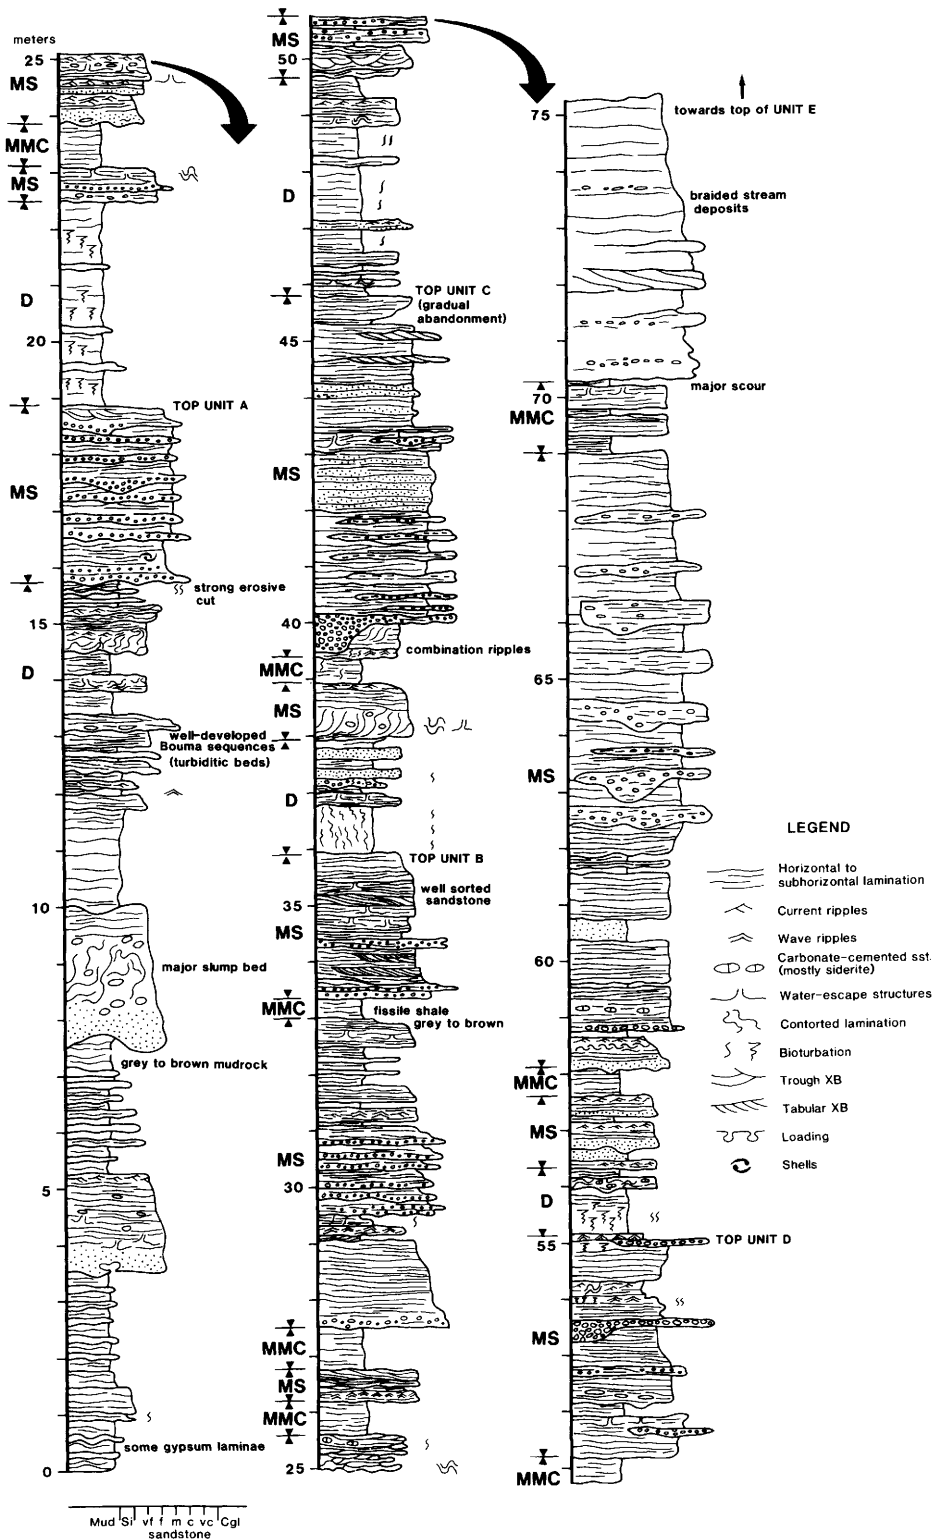 meters
25
MS
MMC
MS
D
20
TOP UNIT A
MS
strong erosive
cut
15
D
well-developed
Bouma sequences
(turbiditic beds)
10
major slump bed
grey to brown mudrock
5
some gypsum laminae
0
Mud Si vf f m c vc Cgl
sandstone
MS
50
D
TOP UNIT C
(gradual
abandonment)
45
MS
40
combination ripples
MMC
MS
D
TOP UNIT B
well sorted
sandstone
35
MS
MMC
fissile shale
grey to brown
MS
30
MMC
MS
MMC
25
75
towards top of UNIT E
braided stream
deposits
major scour
70
MMC
65
MS
60
MMC
MS
D
55
TOP UNIT D
MS
MMC
LEGEND
Horizontal to
subhorizontal lamination
Current ripples
Wave ripples
Carbonate-cemented sst.
(mostly siderite)
Water-escape structures
Contorted lamination
Bioturbation
Trough XB
Tabular XB
Loading
Shells